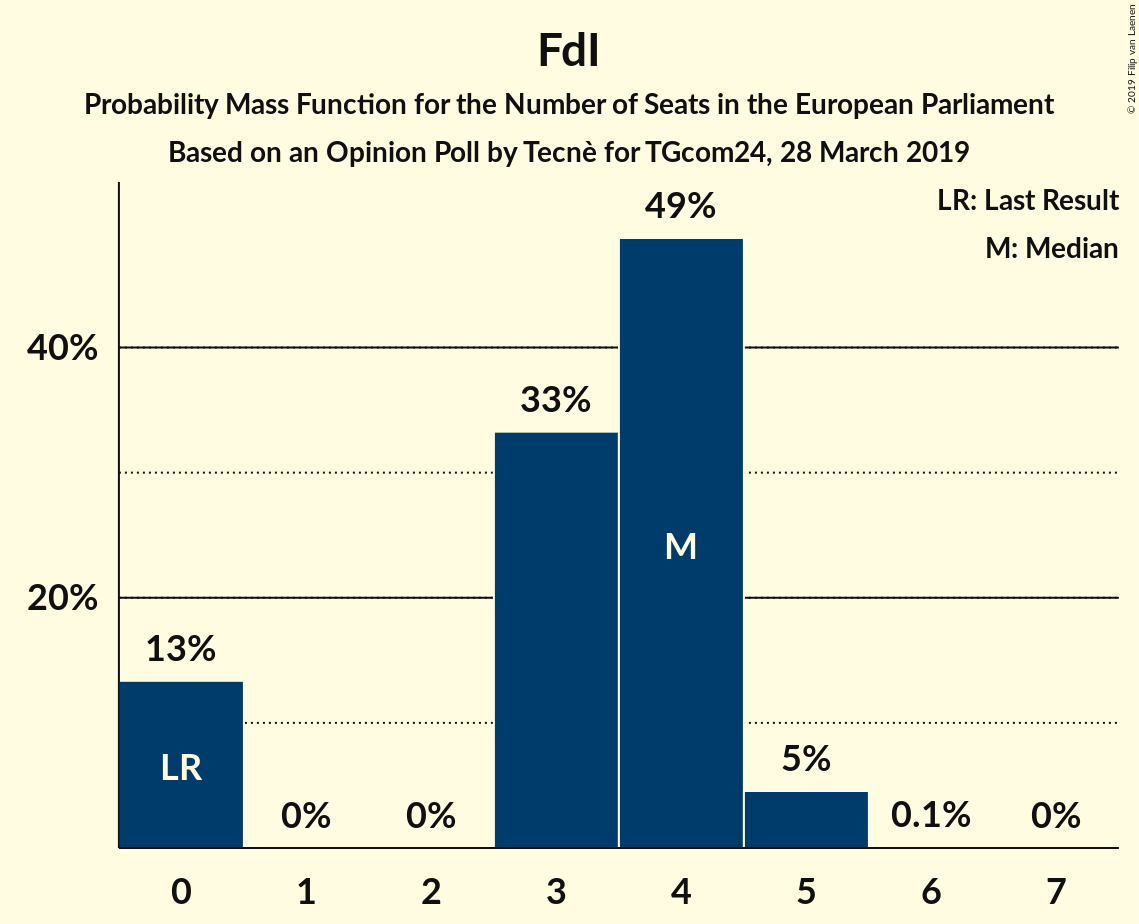 FdI
Probability Mass Function for the Number of Seats in the European Parliament
Based on an Opinion Poll by Tecnè for TGcom24, 28 March 2019
© 2019 Filip van Laenen
LR: Last Result
M: Median
49%
40%
33%
M
20%
13%
LR
5%
0%
0%
0.1%
0%
0 1 2 3 4 5 6 7